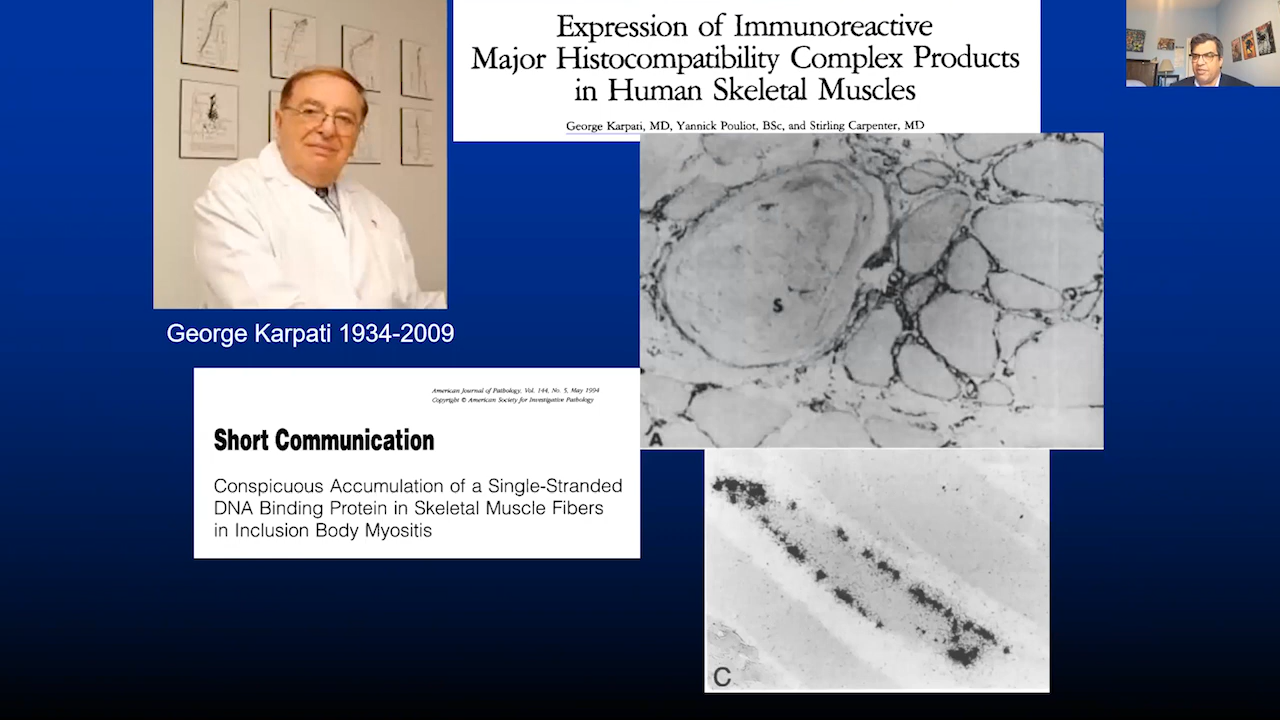 Expression of Immunoreactive
Major Histocompatibility Complex Products
in Human Skeletal Muscles
George Karpati, MD, Yannick Pouliot, BSc, and Stirling Carpenter, MD
S
A
George Karpati 1934-2009
American Journal of Pathology, Vol. 144, No. 5, May 1994
Copyright © American Society for Investigative Pathology
Short Communication
Conspicuous Accumulation of a Single-Stranded
DNA Binding Protein in Skeletal Muscle Fibers
in Inclusion Body Myositis
C